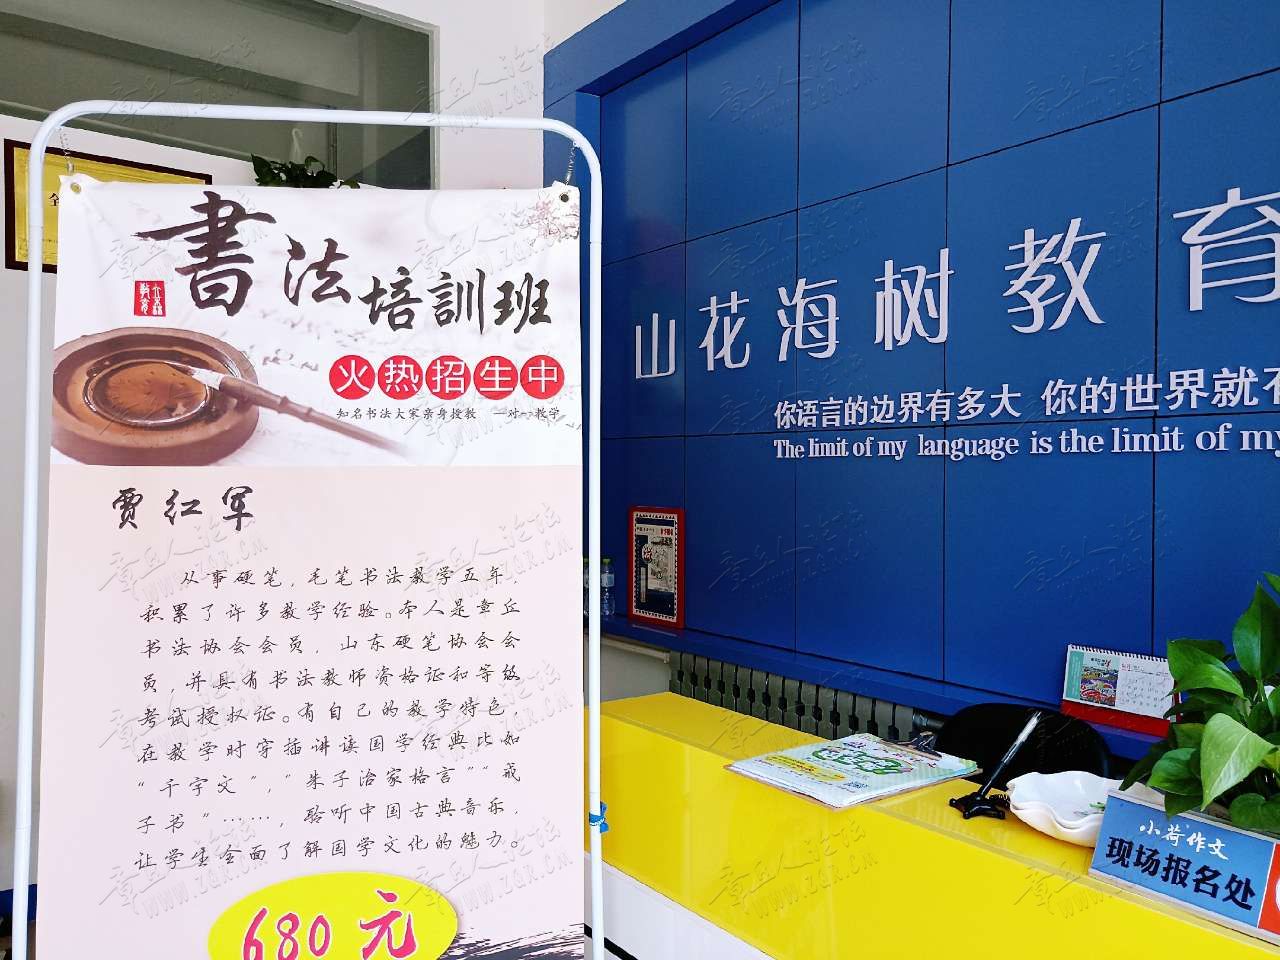 書法培訓班
火热招生中
知名书法大家亲身授教 一对一教学
贾红军
从事硬笔,毛笔书法教学五年,
积累了许多教学经验。本人是章丘
书法协会会员,山东硬笔协会会
员,并具有书法教师资格证和等级
考试授权证。有自己的教学特色,
在教学时穿插讲读国学经典比如
“千字文”,“朱子治家格言”“戒
子书”……,聆听中国古典音乐,
让学生全面了解国学文化的魅力。
680元
山花海树教育
你语言的边界有多大 你的世界就有
The limit of my language is the limit of my
小荷作文
现场报名处
章丘人论坛
WWW.ZQR.CN